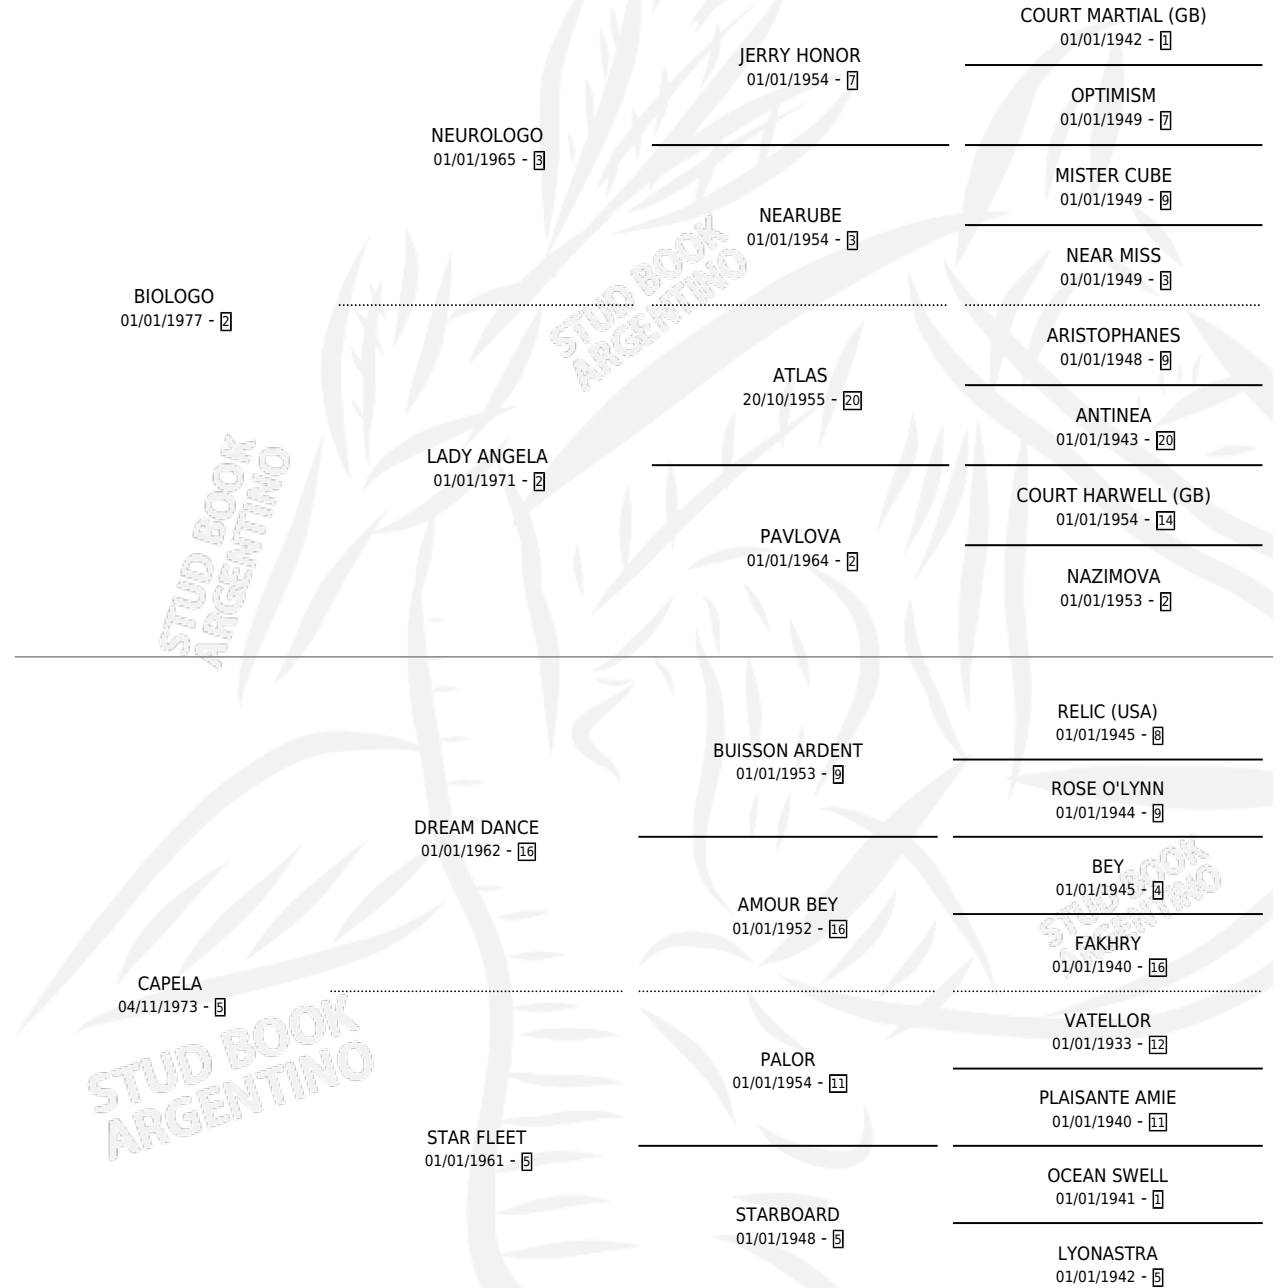 COURT MARTIAL (GB)
01/01/1942 - 1
JERRY HONOR
01/01/1954 - 7
OPTIMISM
01/01/1949 - 7
NEUROLOGO
01/01/1965 - 3
MISTER CUBE
01/01/1949 - 9
NEARUBE
01/01/1954 - 3
NEAR MISS
01/01/1949 - 3
BIOLOGO
01/01/1977 - 2
STUD BOOK
ARGENTINO
ARISTOPHANES
01/01/1948 - 9
ATLAS
20/10/1955 - 20
ANTINEA
01/01/1943 - 20
LADY ANGELA
01/01/1971 - 2
COURT HARWELL (GB)
01/01/1954 - 14
PAVLOVA
01/01/1964 - 2
NAZIMOVA
01/01/1953 - 2
STUD BOOK
ARGENTINO
RELIC (USA)
01/01/1945 - 8
BUISSON ARDENT
01/01/1953 - 9
ROSE O'LYNN
01/01/1944 - 9
DREAM DANCE
01/01/1962 - 16
BEY
01/01/1945 - 4
AMOUR BEY
01/01/1952 - 16
FAKHRY
01/01/1940 - 16
STUD BOOK
ARGENTINO
CAPELA
04/11/1973 - 5
VATELLOR
01/01/1933 - 12
PALOR
01/01/1954 - 11
PLAISANTE AMIE
01/01/1940 - 11
STUD BOOK
ARGENTINO
STAR FLEET
01/01/1961 - 5
OCEAN SWELL
01/01/1941 - 1
STARBOARD
01/01/1948 - 5
LYONASTRA
01/01/1942 - 5